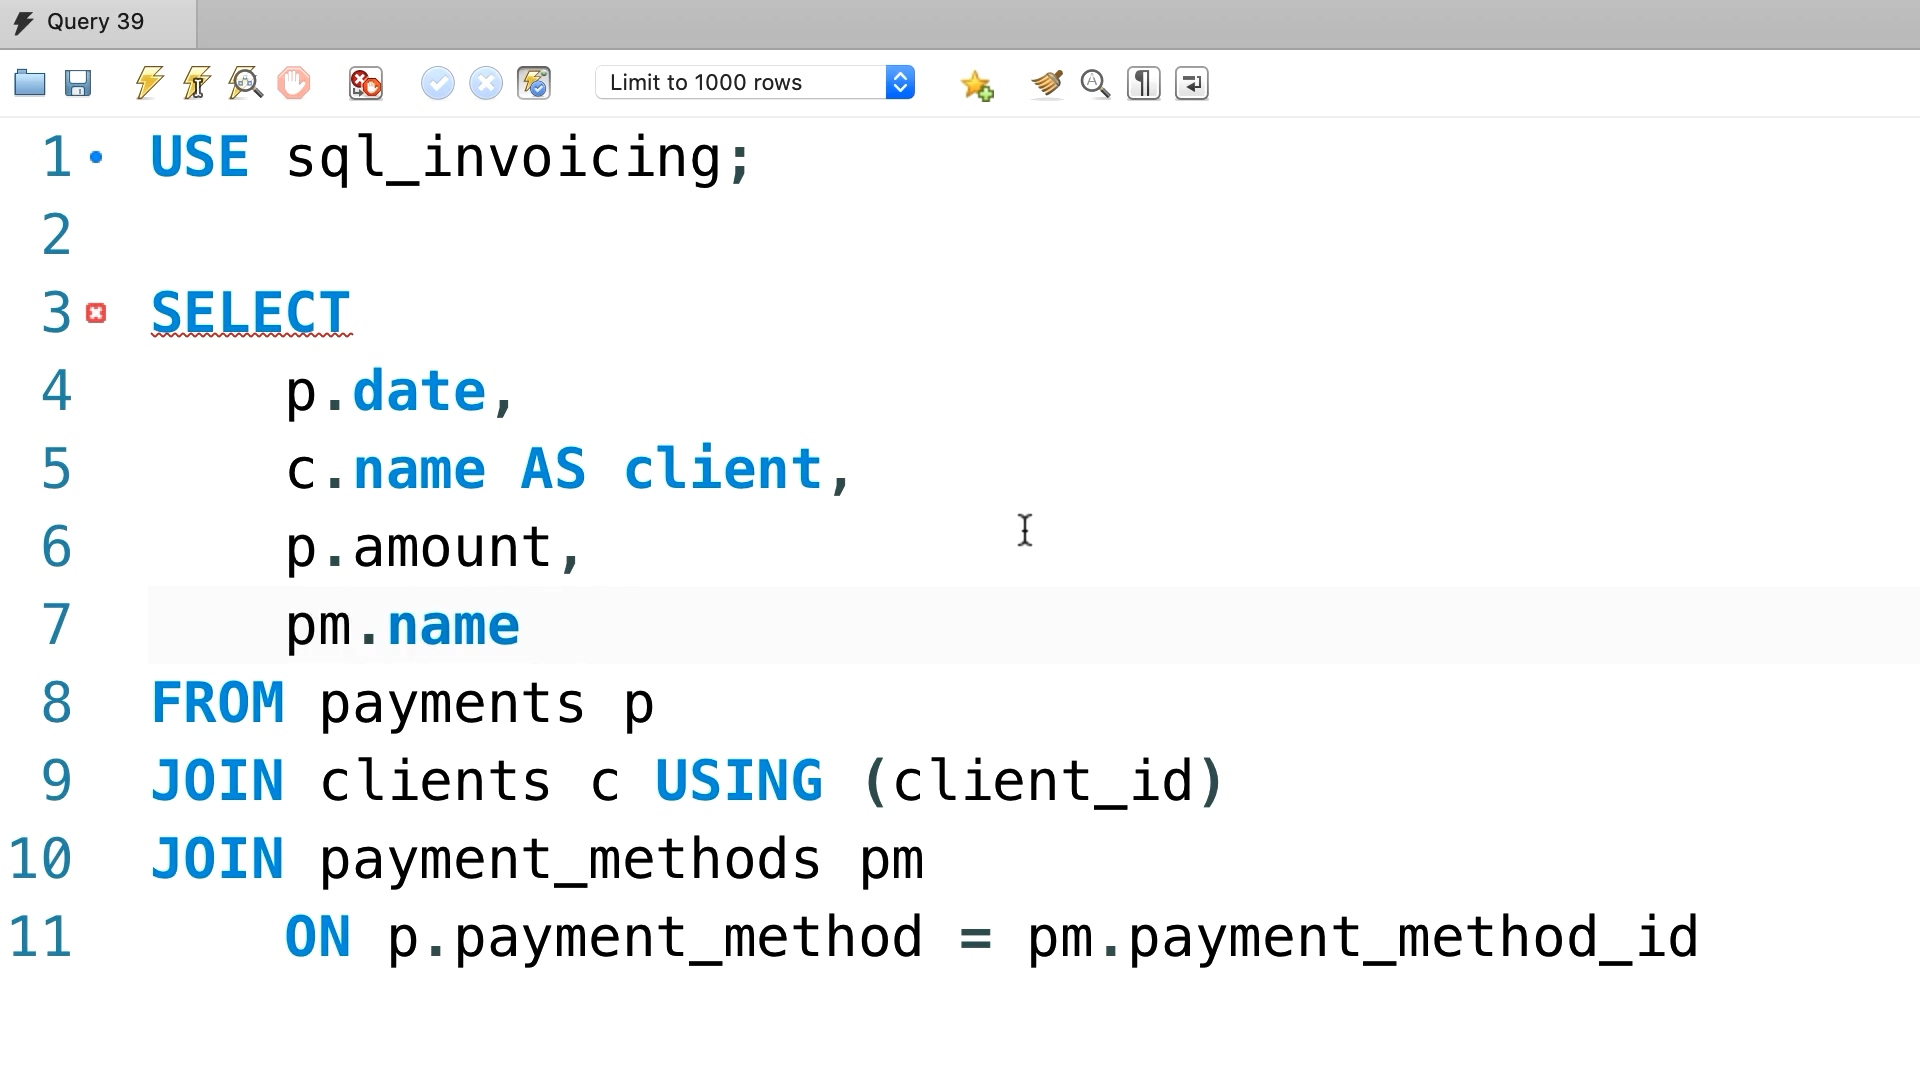 Query 39
Limit to 1000 rows
1 USE sql_invoicing;
2
3 SELECT
4 p.date,
5 c.name AS client,
6 p.amount,
7 pm.name
8 FROM payments p
9 JOIN clients c USING (client_id)
10 JOIN payment_methods pm
11 ON p.payment_method = pm.payment_method_id